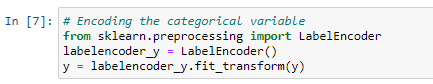 In [7]: # Encoding the categorical variable
from sklearn.preprocessing import LabelEncoder
labelencoder_y = LabelEncoder()
y = labelencoder_y.fit_transform(y)